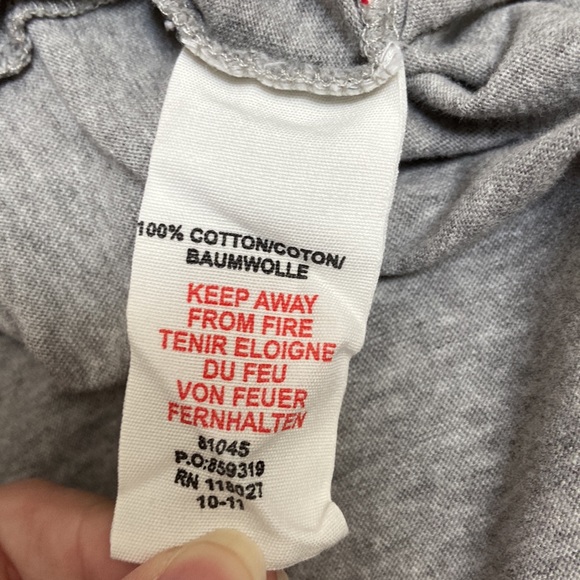 100% COTTON/COTON/
BAUMWOLLE
KEEP AWAY
FROM FIRE
TENIR ELOIGNE
DU FEU
VON FEUER
FERNHALTEN
81045
P.O:859319
RN 118027
10-11